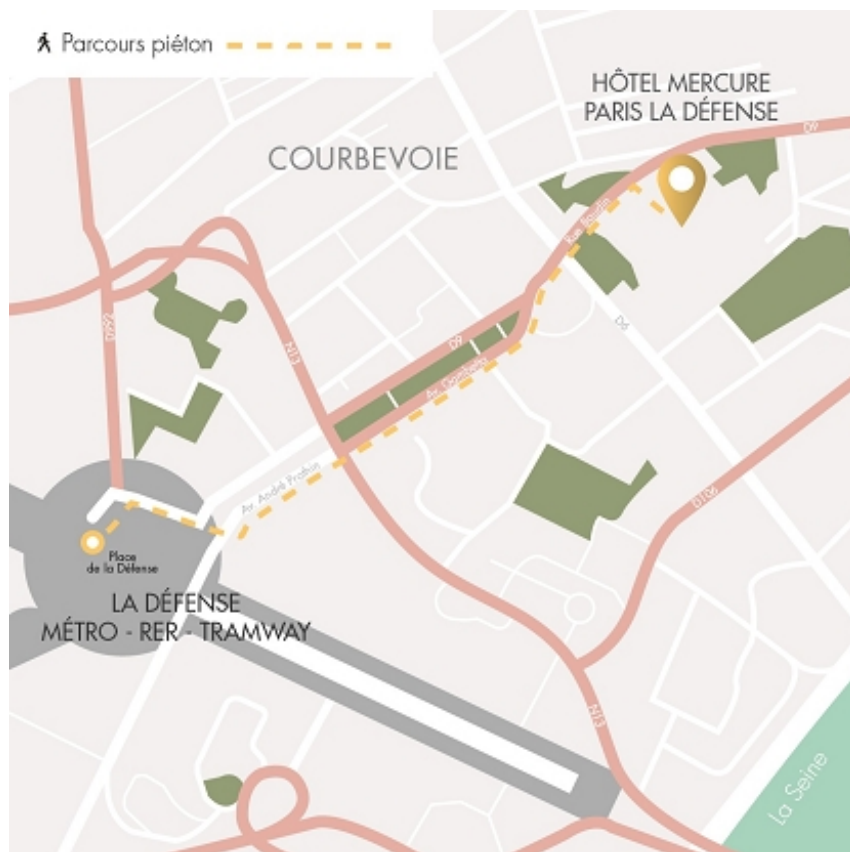 Parcours piéton
HÔTEL MERCURE
PARIS LA DÉFENSE
D9
COURBEVOIE
Rue Baudin
D992
N13
D9
D6
Av. Gambetta
Av. André Prothin
D106
Place
de la Défense
LA DÉFENSE
MÉTRO - RER - TRAMWAY
N13
La Seine